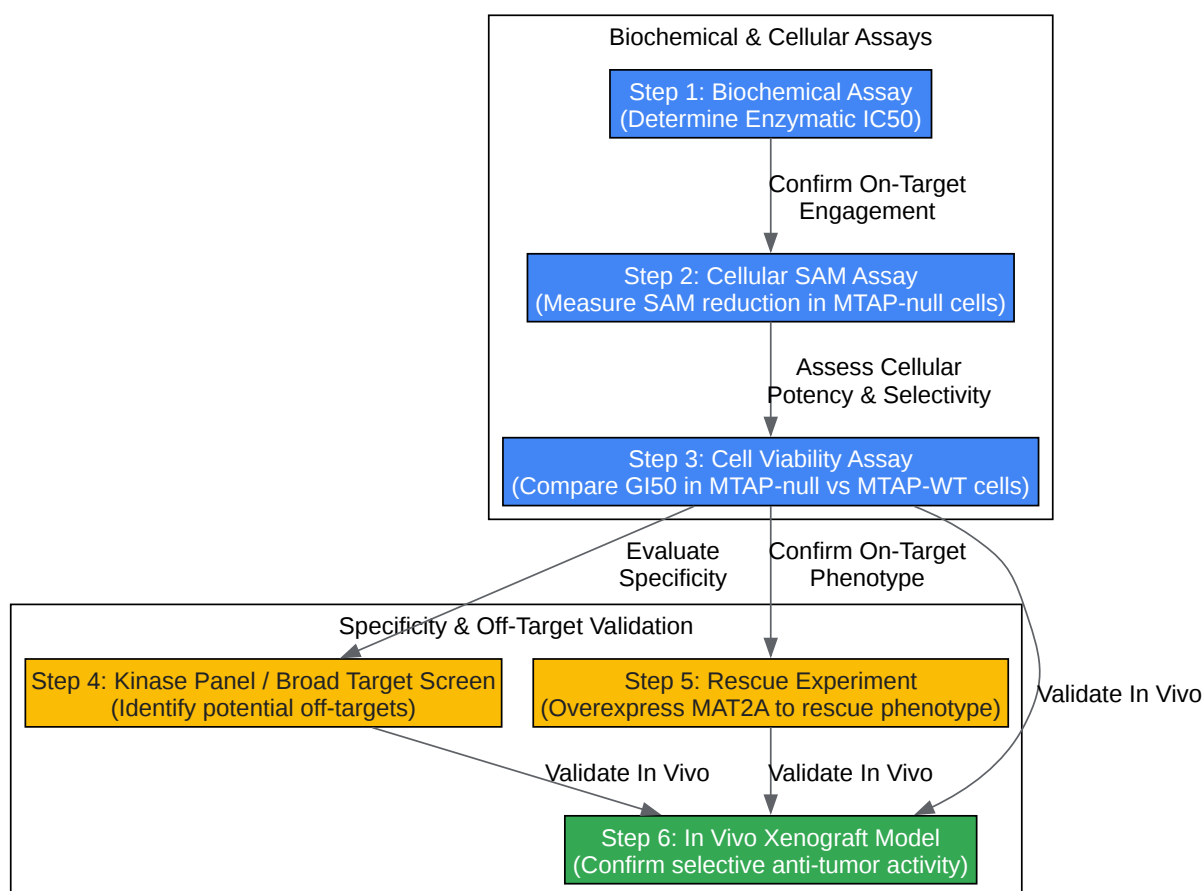 Biochemical & Cellular Assays
Step 1: Biochemical Assay
(Determine Enzymatic IC50)
Confirm On-Target
Engagement
Step 2: Cellular SAM Assay
(Measure SAM reduction in MTAP-null cells)
Assess Cellular
Potency & Selectivity
Step 3: Cell Viability Assay
(Compare GI50 in MTAP-null vs MTAP-WT cells)
Evaluate
Specificity
Confirm On-Target
Phenotype
Specificity & Off-Target Validation
Step 4: Kinase Panel / Broad Target Screen
(Identify potential off-targets)
Step 5: Rescue Experiment
(Overexpress MAT2A to rescue phenotype)
Validate In Vivo
Validate In Vivo
Validate In Vivo
Step 6: In Vivo Xenograft Model
(Confirm selective anti-tumor activity)